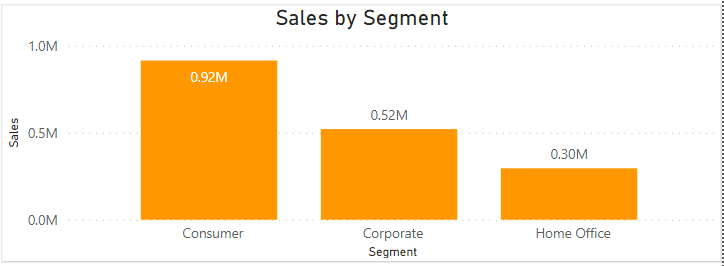 Sales by Segment
1.0M
0.92M
0.52M
0.5M
Sales
0.30M
0.0M
Consumer Corporate Home Office
Segment